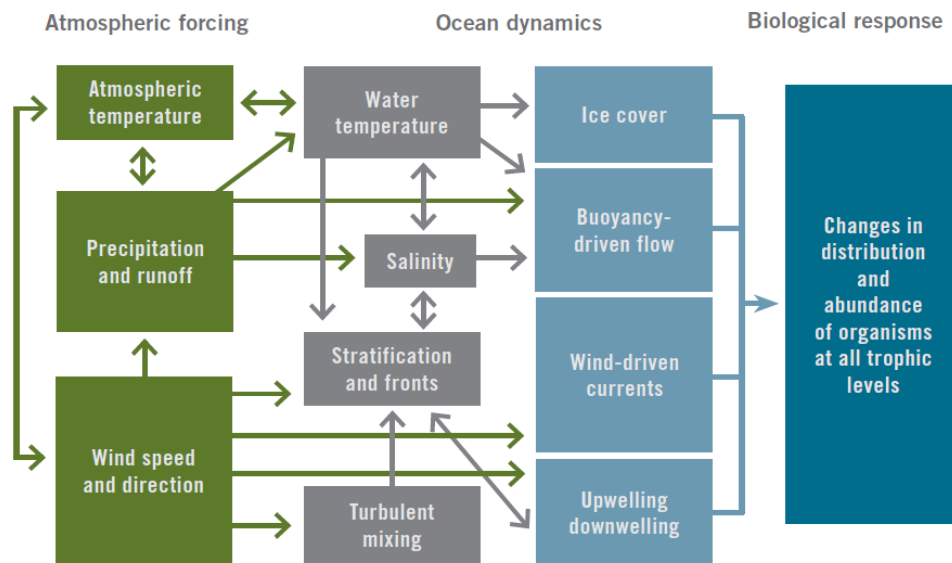 Atmospheric forcing
Ocean dynamics
Biological response
Atmospheric
temperature
Water
temperature
Ice cover
Precipitation
and runoff
Salinity
Buoyancy-
driven flow
Stratification
and fronts
Wind-driven
currents
Wind speed
and direction
Turbulent
mixing
Upwelling
downwelling
Changes in
distribution
and
abundance
of organisms
at all trophic
levels